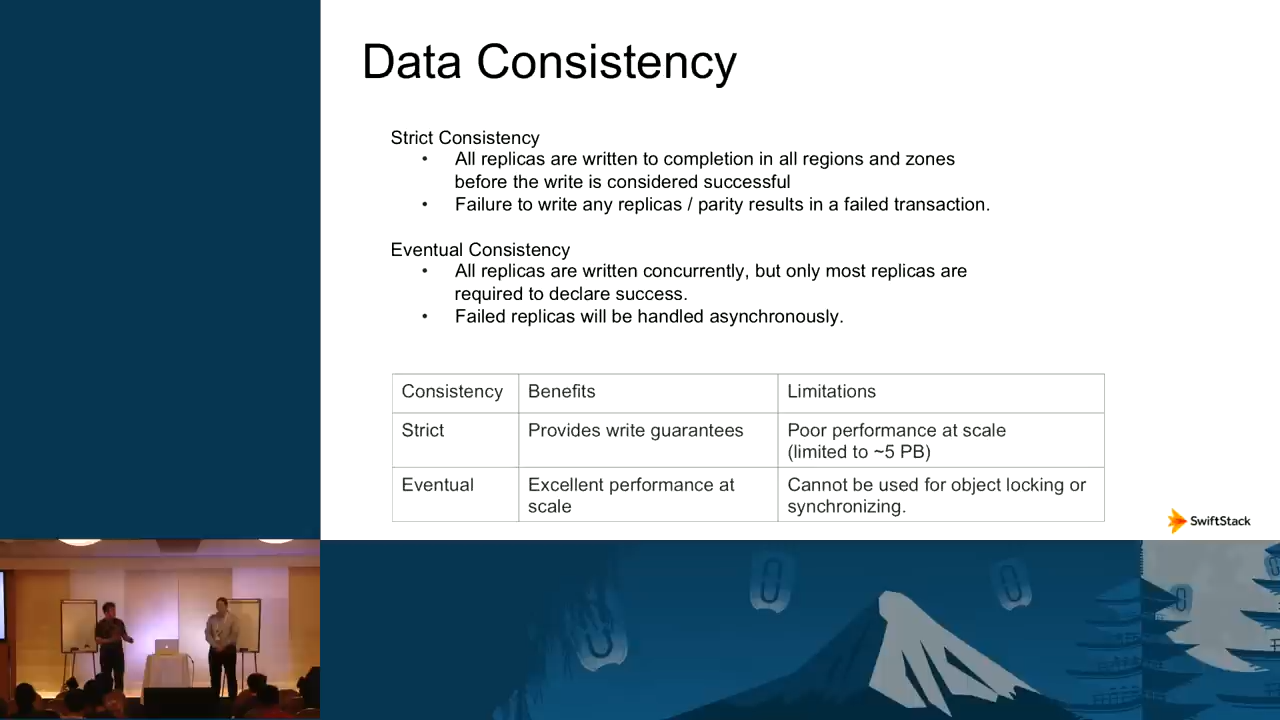 Data Consistency
Strict Consistency
• All replicas are written to completion in all regions and zones
before the write is considered successful
• Failure to write any replicas / parity results in a failed transaction.
Eventual Consistency
• All replicas are written concurrently, but only most replicas are
required to declare success.
• Failed replicas will be handled asynchronously.
Consistency Benefits Limitations
Strict Provides write guarantees Poor performance at scale
(limited to ~5 PB)
Eventual Excellent performance at Cannot be used for object locking or
scale synchronizing.
SwiftStack